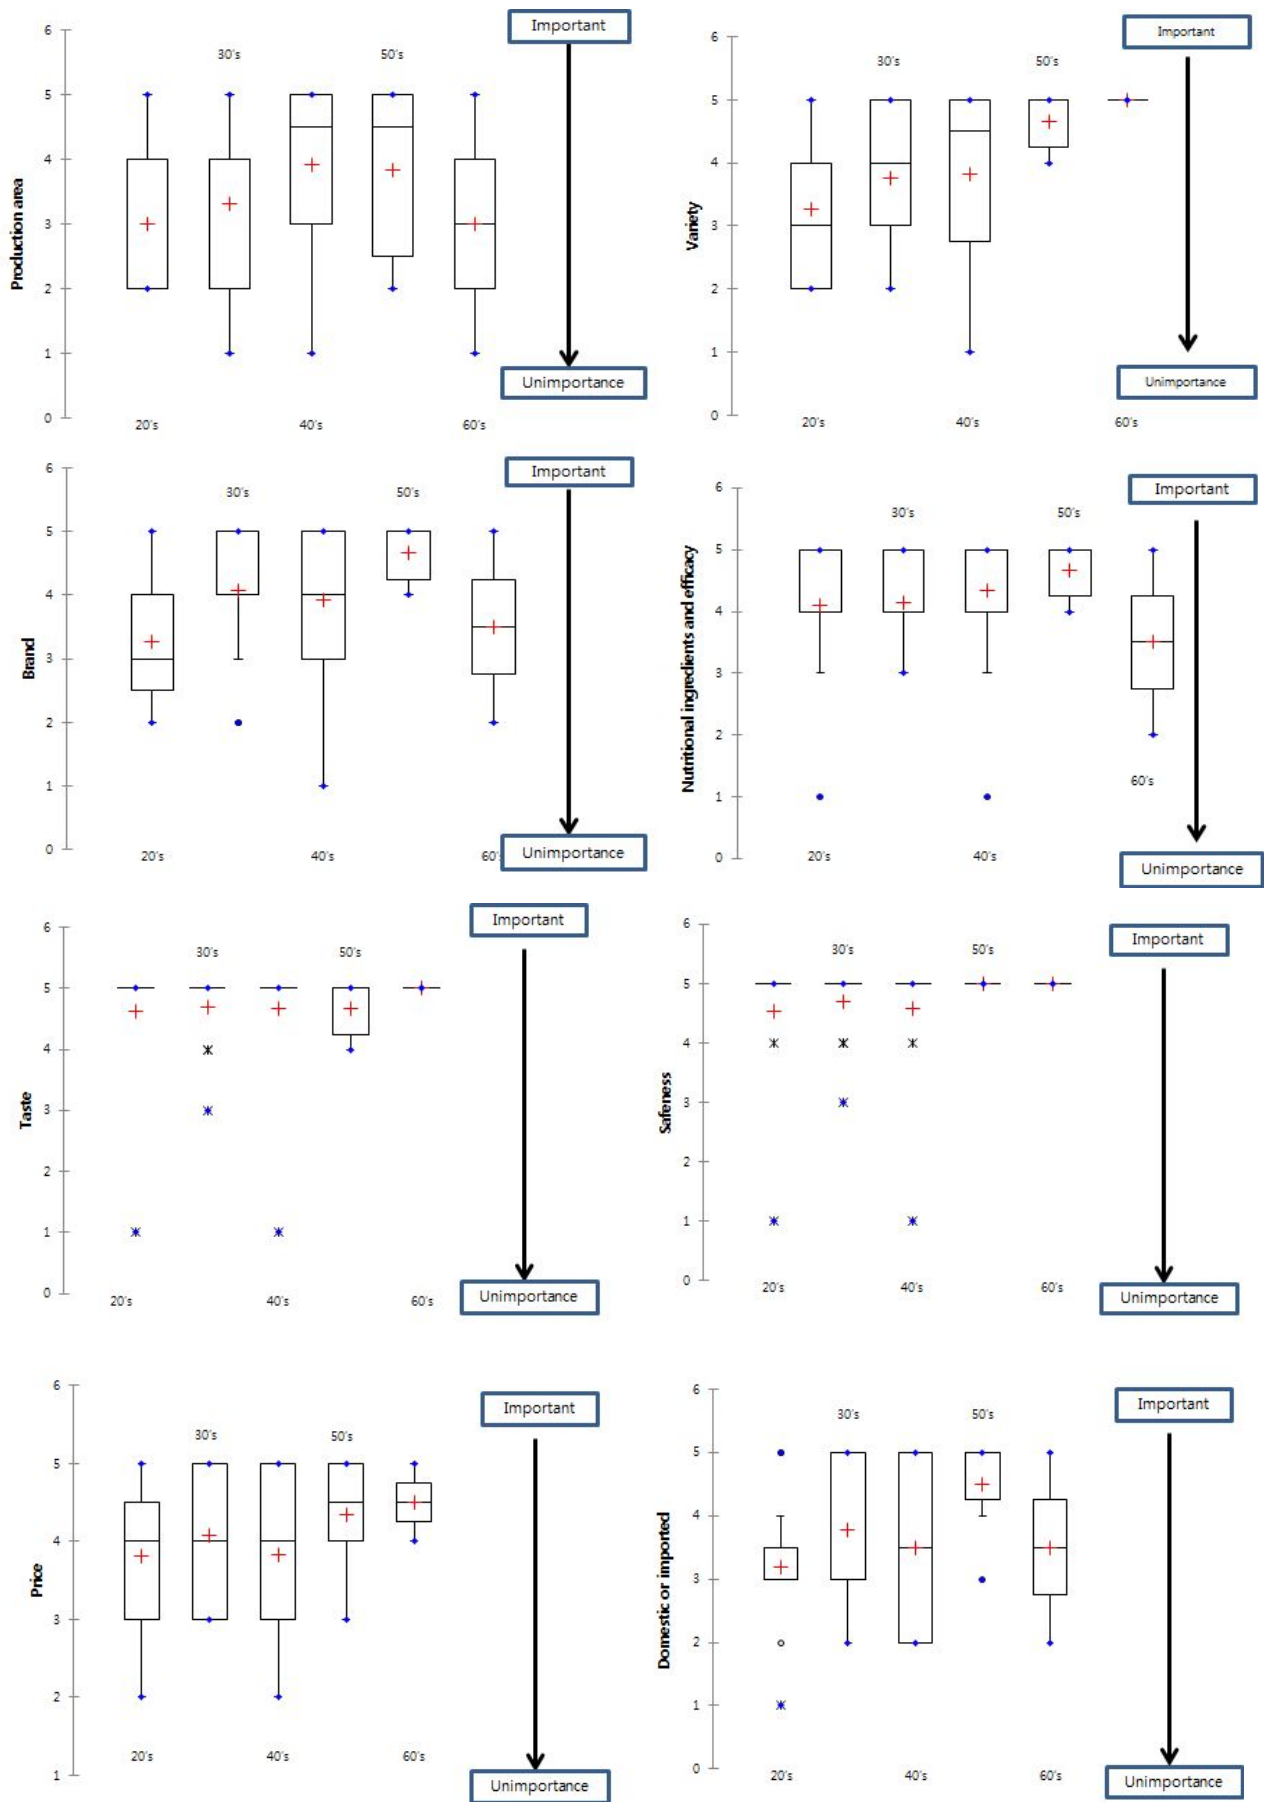 Important
6
30's
50's
5
4
3
2
1
0
Production area
20's
40's
60's
Unimportance
Important
6
30's
50's
5
4
3
2
1
0
Variety
20's
40's
60's
Unimportance
Important
6
30's
50's
5
4
3
2
1
0
Brand
20's
40's
60's
Unimportance
Important
6
30's
50's
5
4
3
2
1
0
Nutritional ingredients and efficacy
20's
40's
60's
Unimportance
Important
6
30's
50's
5
4
3
2
1
0
Taste
20's
40's
60's
Unimportance
Important
6
30's
50's
5
4
3
2
1
0
Safeness
20's
40's
60's
Unimportance
Important
6
30's
50's
5
4
3
2
1
Price
20's
40's
60's
Unimportance
Important
6
30's
50's
5
4
3
2
1
0
Domestic or imported
20's
40's
60's
Unimportance